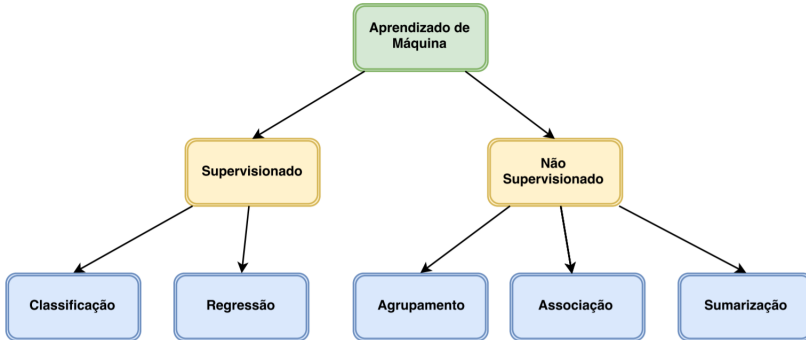 Aprendizado de
Máquina
Supervisionado
Não
Supervisionado
Classificação
Regressão
Agrupamento
Associação
Sumarização